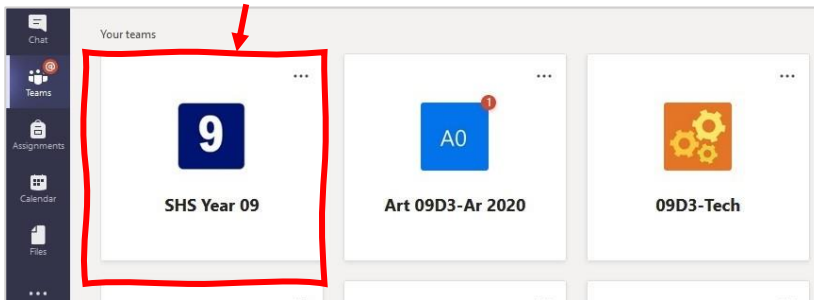 Chat
Teams
Assignments
Calendar
Files
Your teams
9
SHS Year 09
1
A0
Art 09D3-Ar 2020
09D3-Tech